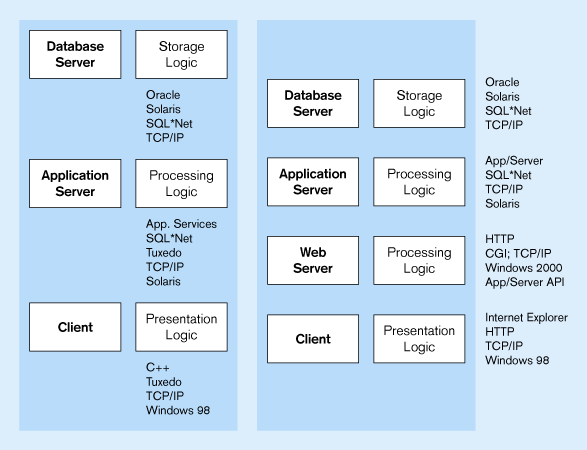 Database
Server
Storage
Logic
Oracle
Solaris
SQL*Net
TCP/IP
Application
Server
Processing
Logic
App. Services
SQL*Net
Tuxedo
TCP/IP
Solaris
Client
Presentation
Logic
C++
Tuxedo
TCP/IP
Windows 98
Database
Server
Storage
Logic
Oracle
Solaris
SQL*Net
TCP/IP
Application
Server
Processing
Logic
App/Server
SQL*Net
TCP/IP
Solaris
Web
Server
Processing
Logic
HTTP
CGI; TCP/IP
Windows 2000
App/Server API
Client
Presentation
Logic
Internet Explorer
HTTP
TCP/IP
Windows 98